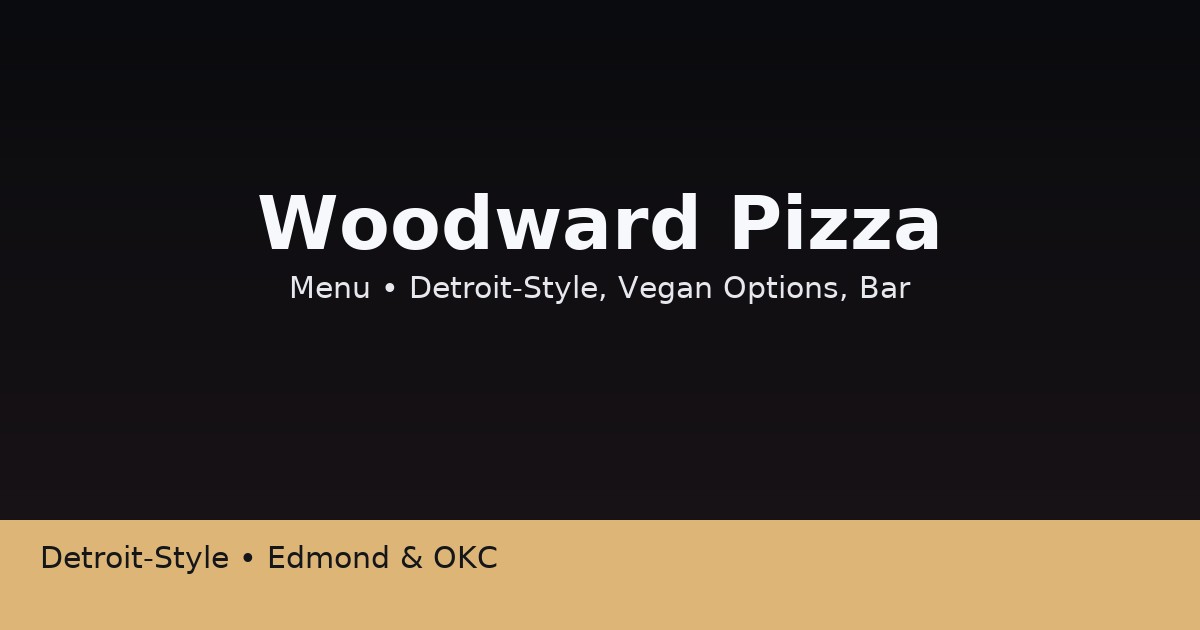 Woodward Pizza
Menu • Detroit-Style, Vegan Options, Bar
Detroit-Style • Edmond & OKC